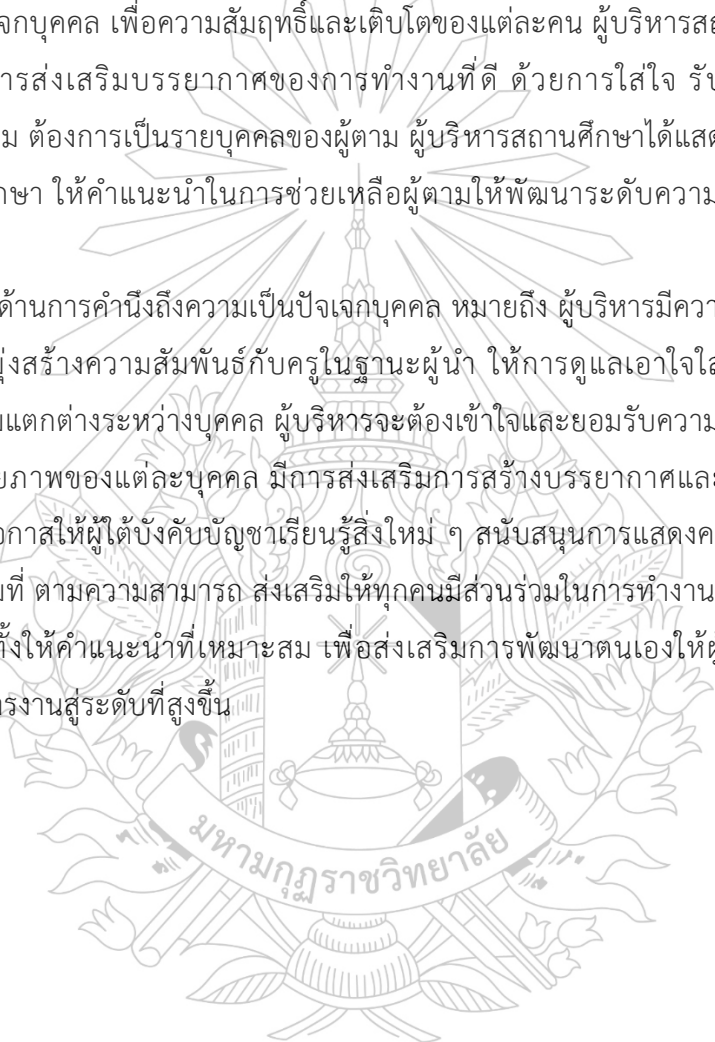 จกบุคคล เพื่อความสัมฤทธิ์และเติบโตของแต่ละคน ผู้บริหารสถ
ารส่งเสริมบรรยากาศของการทำงานที่ดี ด้วยการใส่ใจ รับ
ม ต้องการเป็นรายบุคคลของผู้ตาม ผู้บริหารสถานศึกษาได้แสด
กษา ให้คำแนะนำในการช่วยเหลือผู้ตามให้พัฒนาระดับความ
ด้านการคำนึงถึงความเป็นปัจเจกบุคคล หมายถึง ผู้บริหารมีควา
มุ่งสร้างความสัมพันธ์กับครูในฐานะผู้นำ ให้การดูแลเอาใจใส
มแตกต่างระหว่างบุคคล ผู้บริหารจะต้องเข้าใจและยอมรับความ
ยภาพของแต่ละบุคคล มีการส่งเสริมการสร้างบรรยากาศและ
อกาสให้ผู้ใต้บังคับบัญชาเรียนรู้สิ่งใหม่ ๆ สนับสนุนการแสดงค
มที่ ตามความสามารถ ส่งเสริมให้ทุกคนมีส่วนร่วมในการทำงาน
ทั้งให้คำแนะนำที่เหมาะสม เพื่อส่งเสริมการพัฒนาตนเองให้ผ
ารงานสู่ระดับที่สูงขึ้น
มหามกุฏราชวิทยาลัย